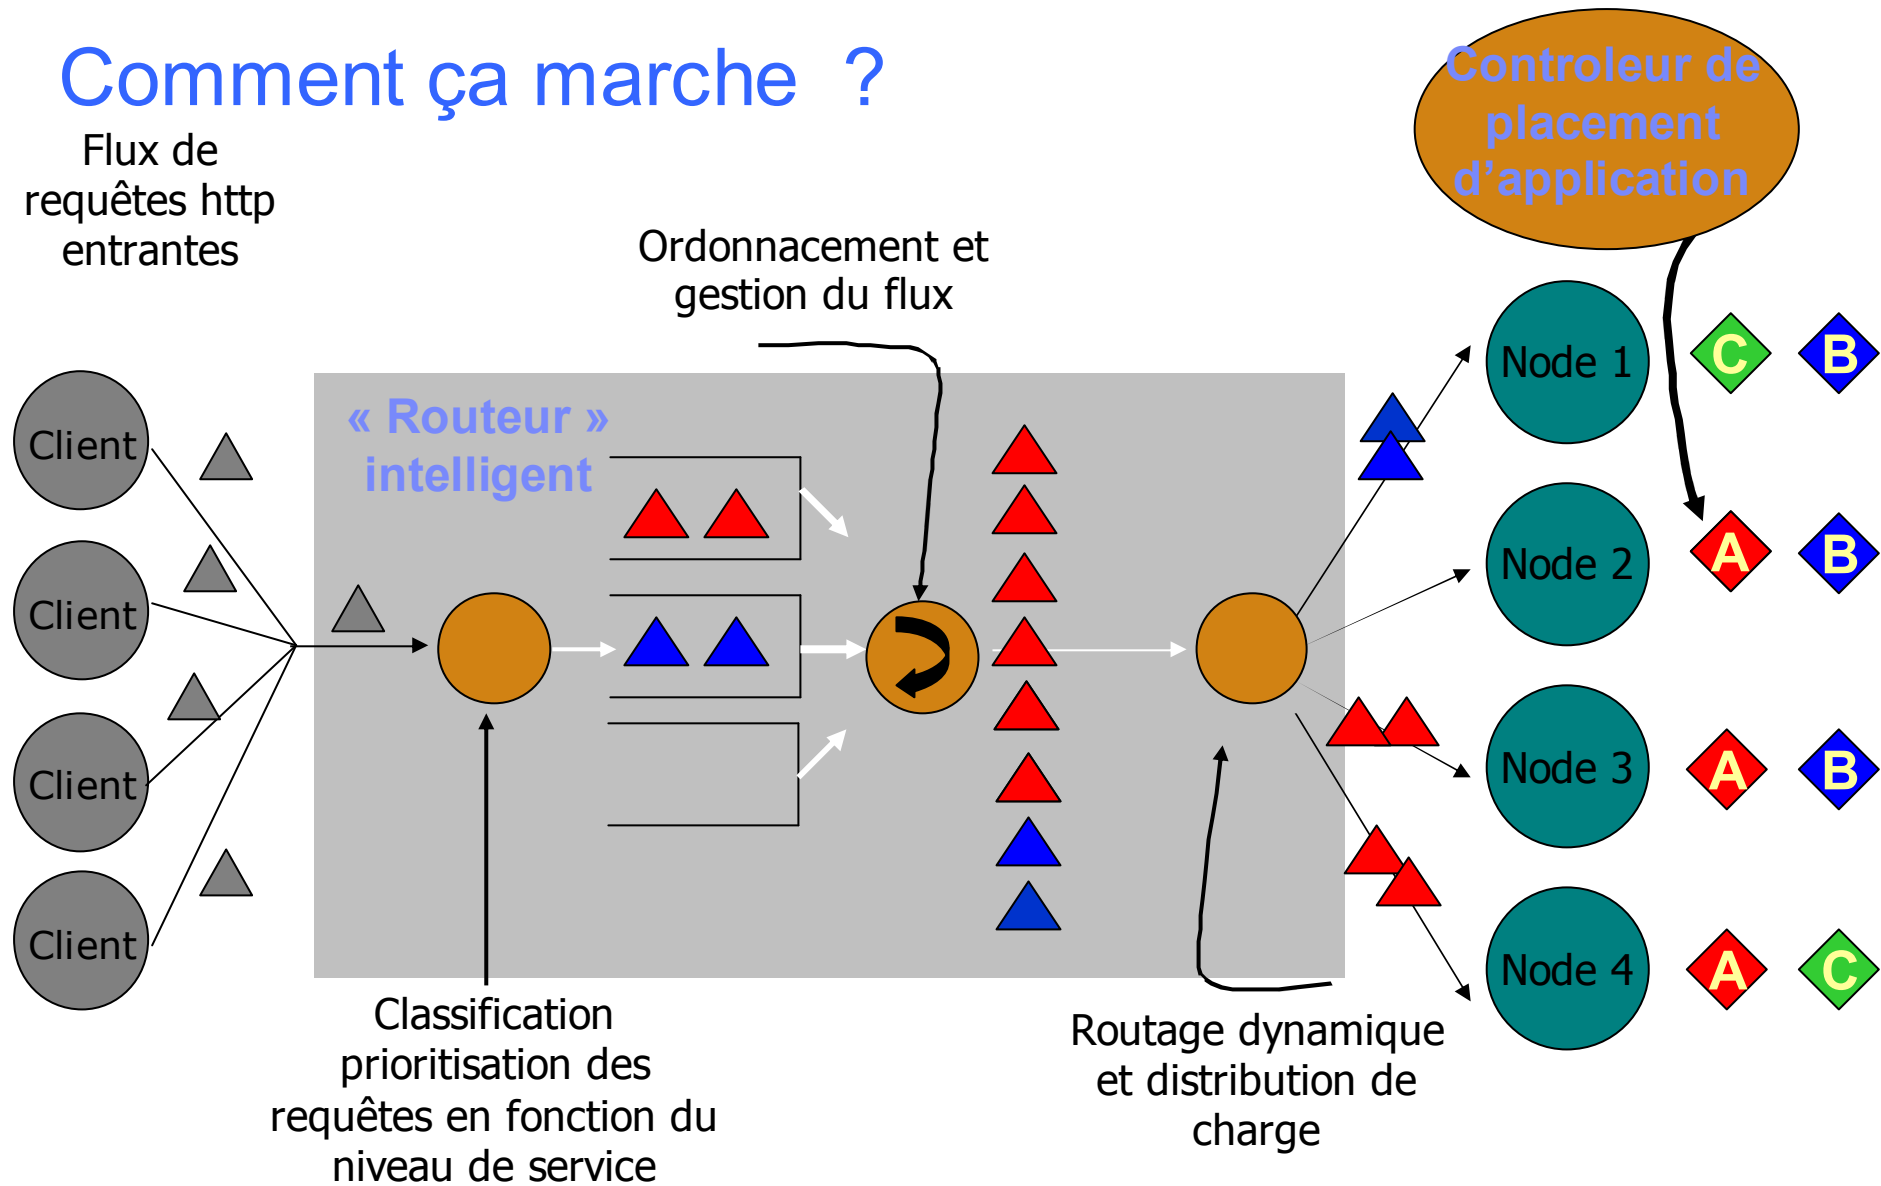 Comment ça marche ?
Controleur de
placement
d’application
Flux de
requêtes http
entrantes
Ordonnacement et
gestion du flux
« Routeur »
intelligent
Client
Client
Client
Client
Node 1
C
B
Node 2
A
B
Node 3
A
B
Node 4
A
C
Classification
prioritisation des
requêtes en fonction du
niveau de service
Routage dynamique
et distribution de
charge